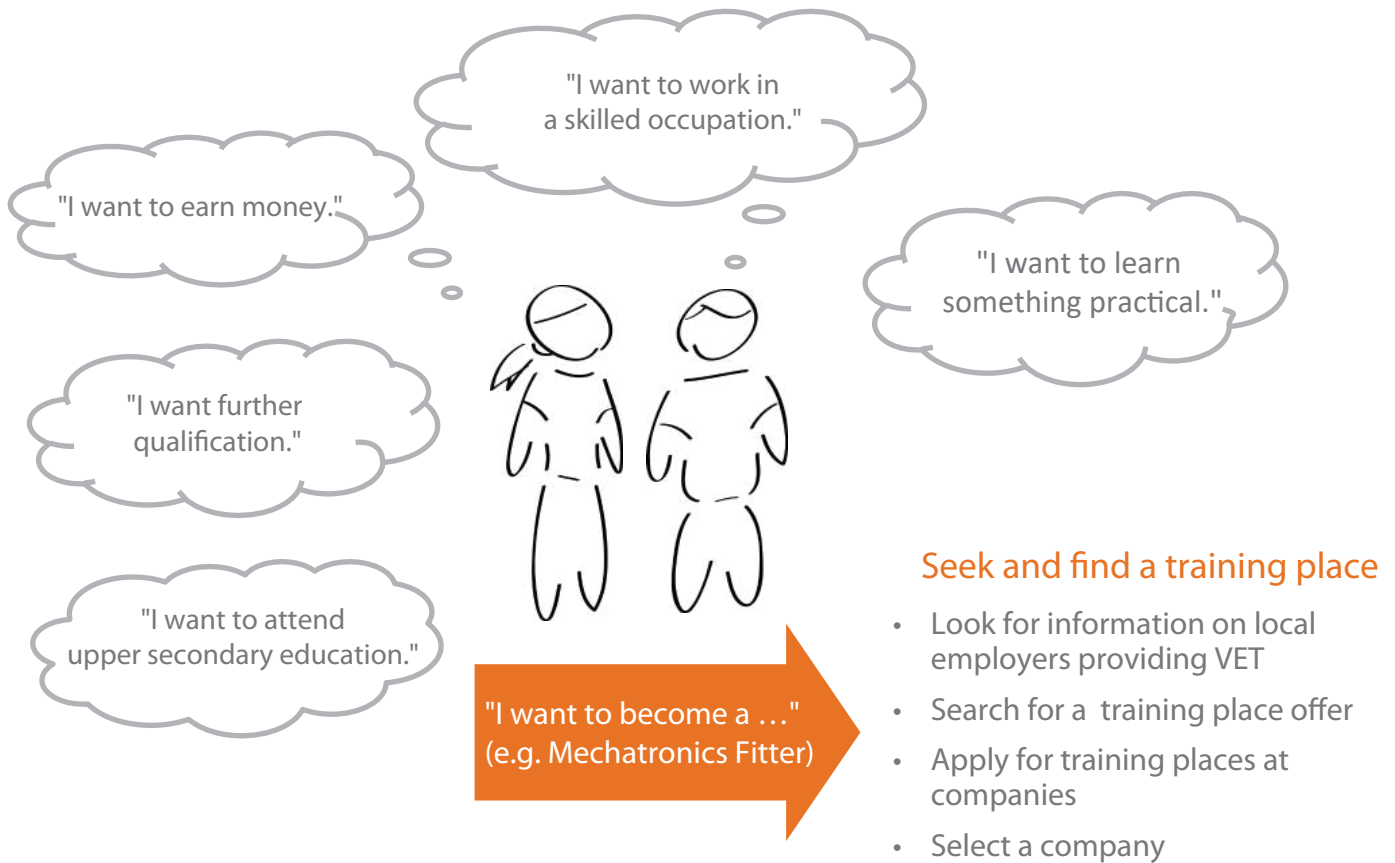 "I want to work in
a skilled occupation."
"I want to earn money."
"I want to learn
something practical."
"I want further
qualification."
"I want to attend
upper secondary education."
"I want to become a …"
(e.g. Mechatronics Fitter)
Seek and find a training place
• Look for information on local
employers providing VET
• Search for a training place offer
• Apply for training places at
companies
• Select a company